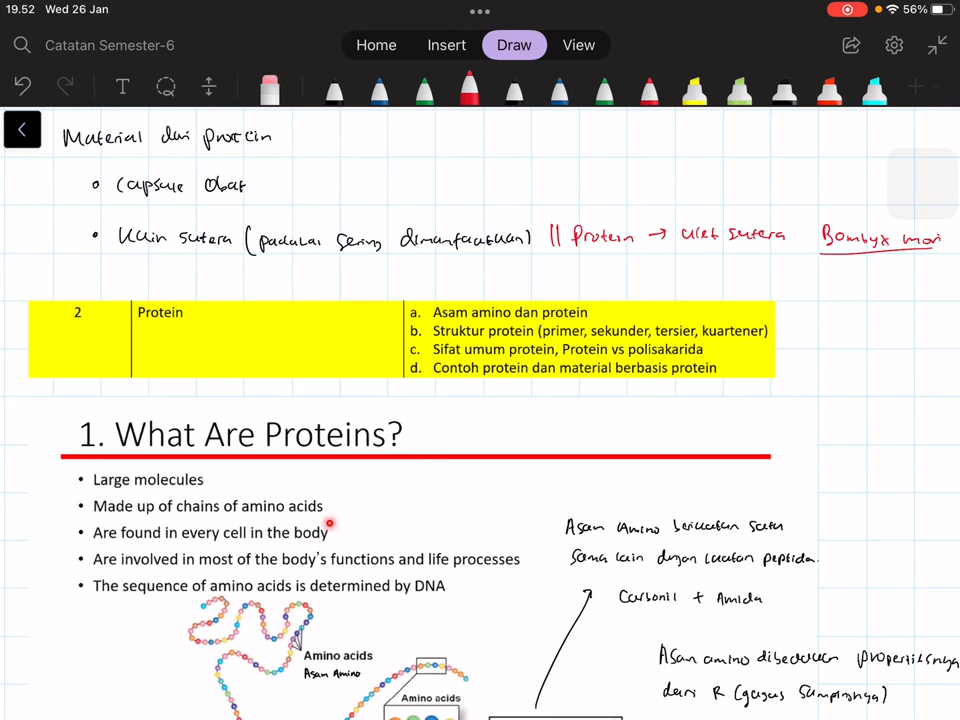 19.52 Wed 26 Jan
56%
Catatan Semester-6
Home Insert Draw View
Material dari protein
• Capsule Obat
• Kain sutera (padahal sering dimanfaatkan) || Protein → ulet sutera Bombyx mori
2 Protein a. Asam amino dan protein
b. Struktur protein (primer, sekunder, tersier, kuartener)
c. Sifat umum protein, Protein vs polisakarida
d. Contoh protein dan material berbasis protein
1. What Are Proteins?
• Large molecules
• Made up of chains of amino acids
• Are found in every cell in the body
• Are involved in most of the body's functions and life processes
• The sequence of amino acids is determined by DNA
Asam Amino berikatan satu
sama lain dengan ikatan peptida.
Carbonil + Amida
Asam amino dibedakan propertiesnya
dari R (gugus sampingnya)
Amino acids
Asam Amino
Amino acids